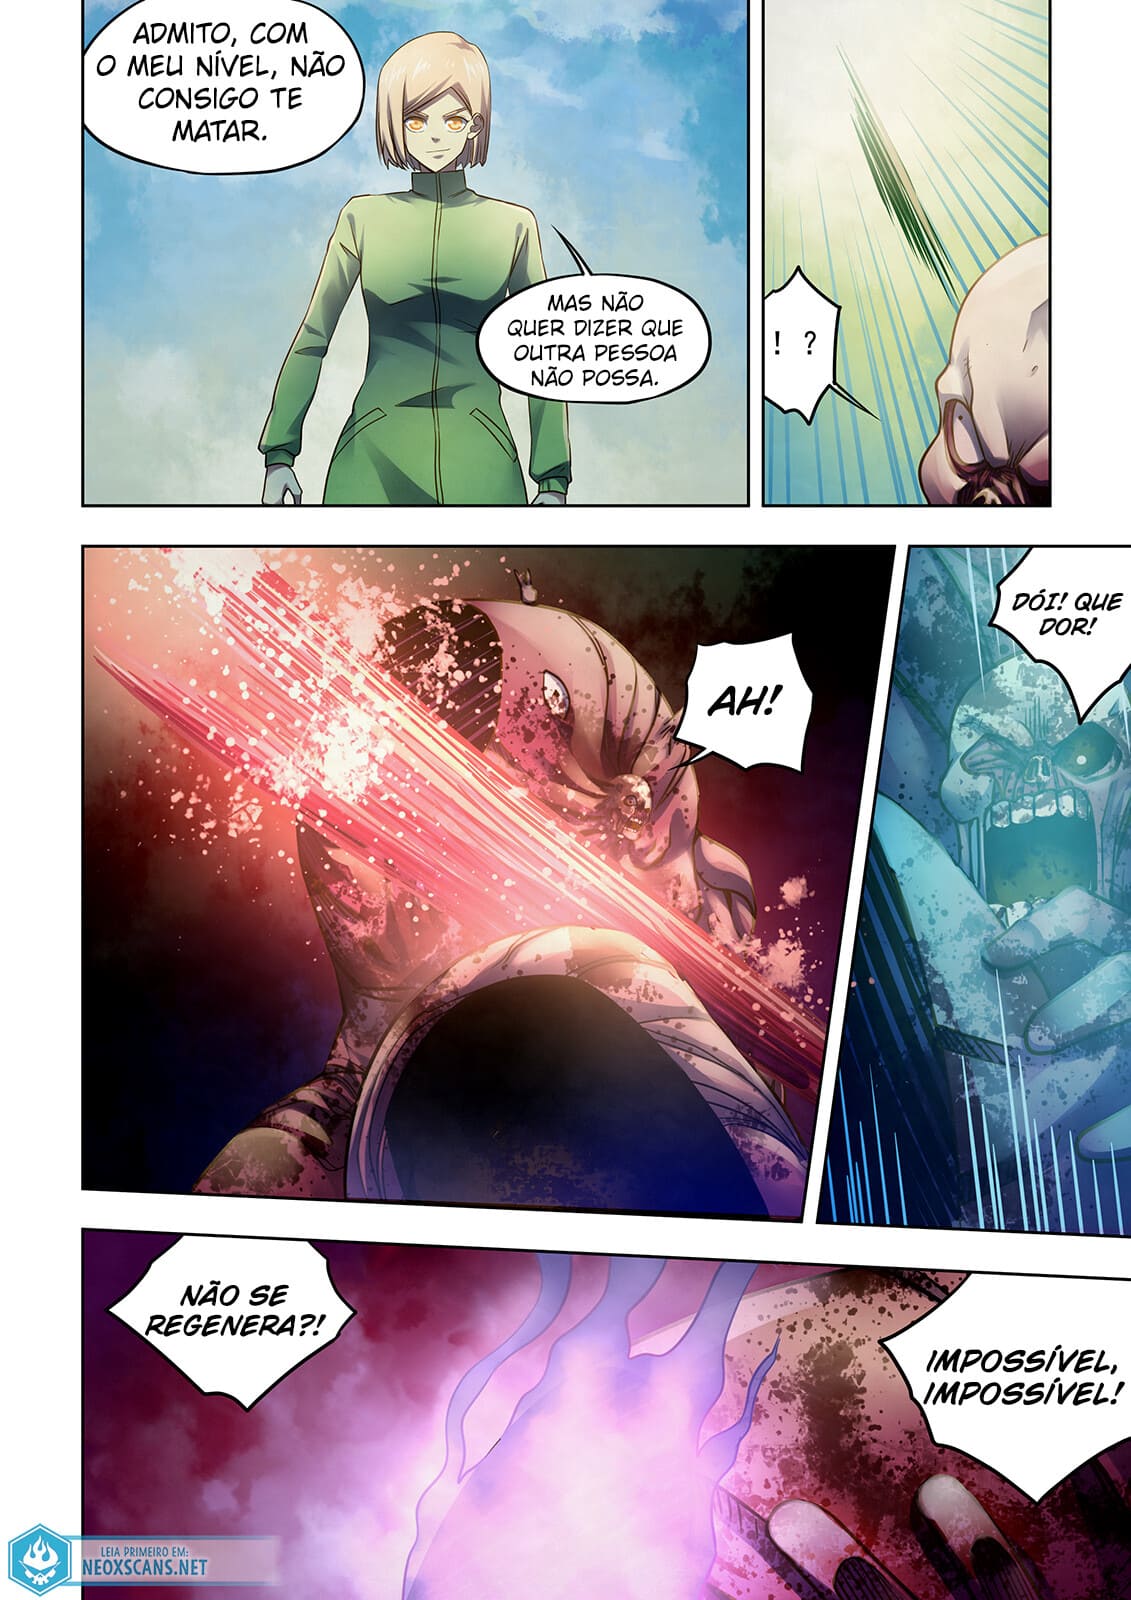 ADMITO, COM
O MEU NÍVEL, NÃO
CONSIGO TE
MATAR.
MAS NÃO
QUER DIZER QUE
OUTRA PESSOA
NÃO POSSA.
! ?
AH!
DÓI! QUE
DOR!
NÃO SE
REGENERA?!
IMPOSSÍVEL,
IMPOSSÍVEL!
LEIA PRIMEIRO EM:
NEOXSCANS.NET